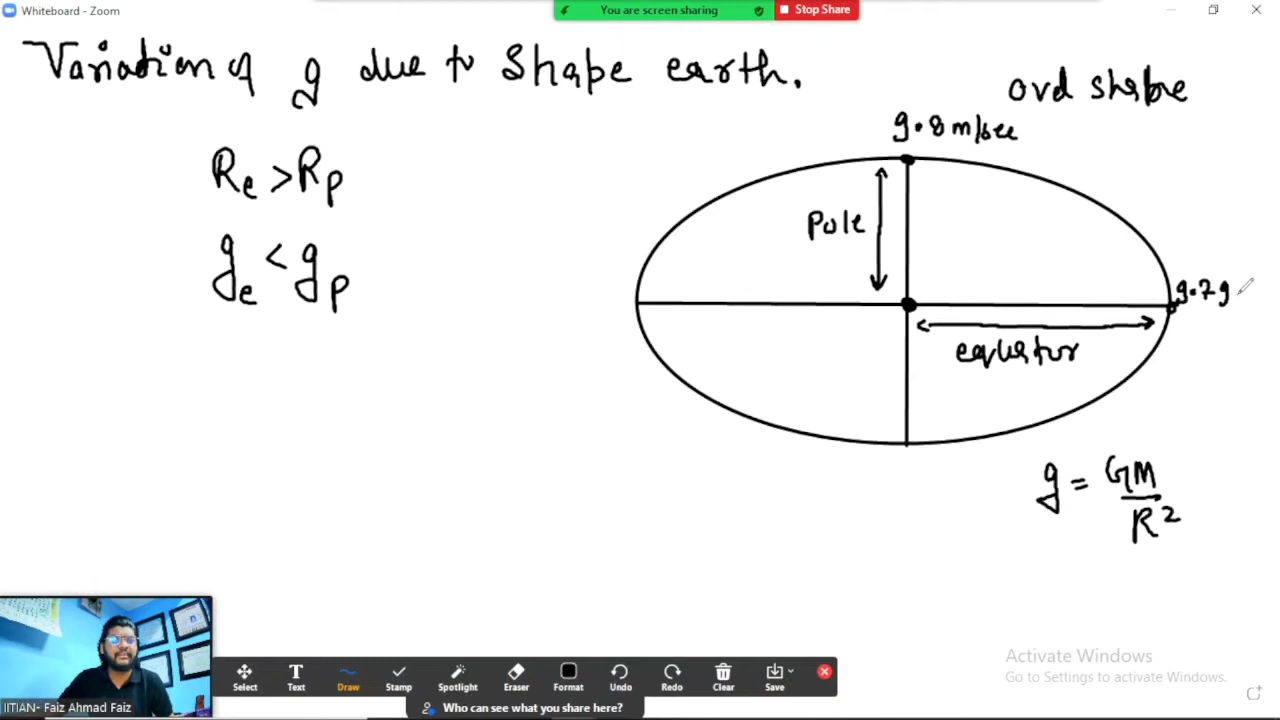 Whiteboard - Zoom
You are screen sharing
Stop Share
Variation of g due to Shape earth.
oval shape
Re > Rp
ge < gp
9.8 m/sec
Pole
9.79
equator
g = GM
R²
Activate Windows
Go to Settings to activate Windows.
Select
Text
Draw
Stamp
Spotlight
Eraser
Format
Undo
Redo
Clear
Save
IITIAN- Faiz Ahmad Faiz
Who can see what you share here?